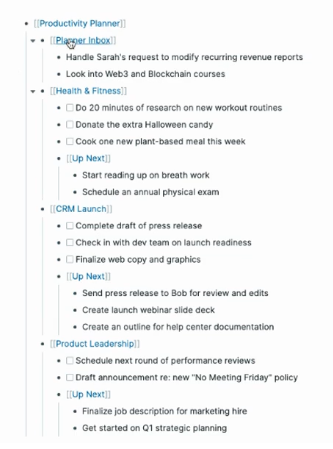 [[Productivity Planner]]
[[Planner Inbox]]
Handle Sarah's request to modify recurring revenue reports
Look into Web3 and Blockchain courses
[[Health & Fitness]]
Do 20 minutes of research on new workout routines
Donate the extra Halloween candy
Cook one new plant-based meal this week
[[Up Next]]
Start reading up on breath work
Schedule an annual physical exam
[[CRM Launch]]
Complete draft of press release
Check in with dev team on launch readiness
Finalize web copy and graphics
[[Up Next]]
Send press release to Bob for review and edits
Create launch webinar slide deck
Create an outline for help center documentation
[[Product Leadership]]
Schedule next round of performance reviews
Draft announcement re: new "No Meeting Friday" policy
[[Up Next]]
Finalize job description for marketing hire
Get started on Q1 strategic planning